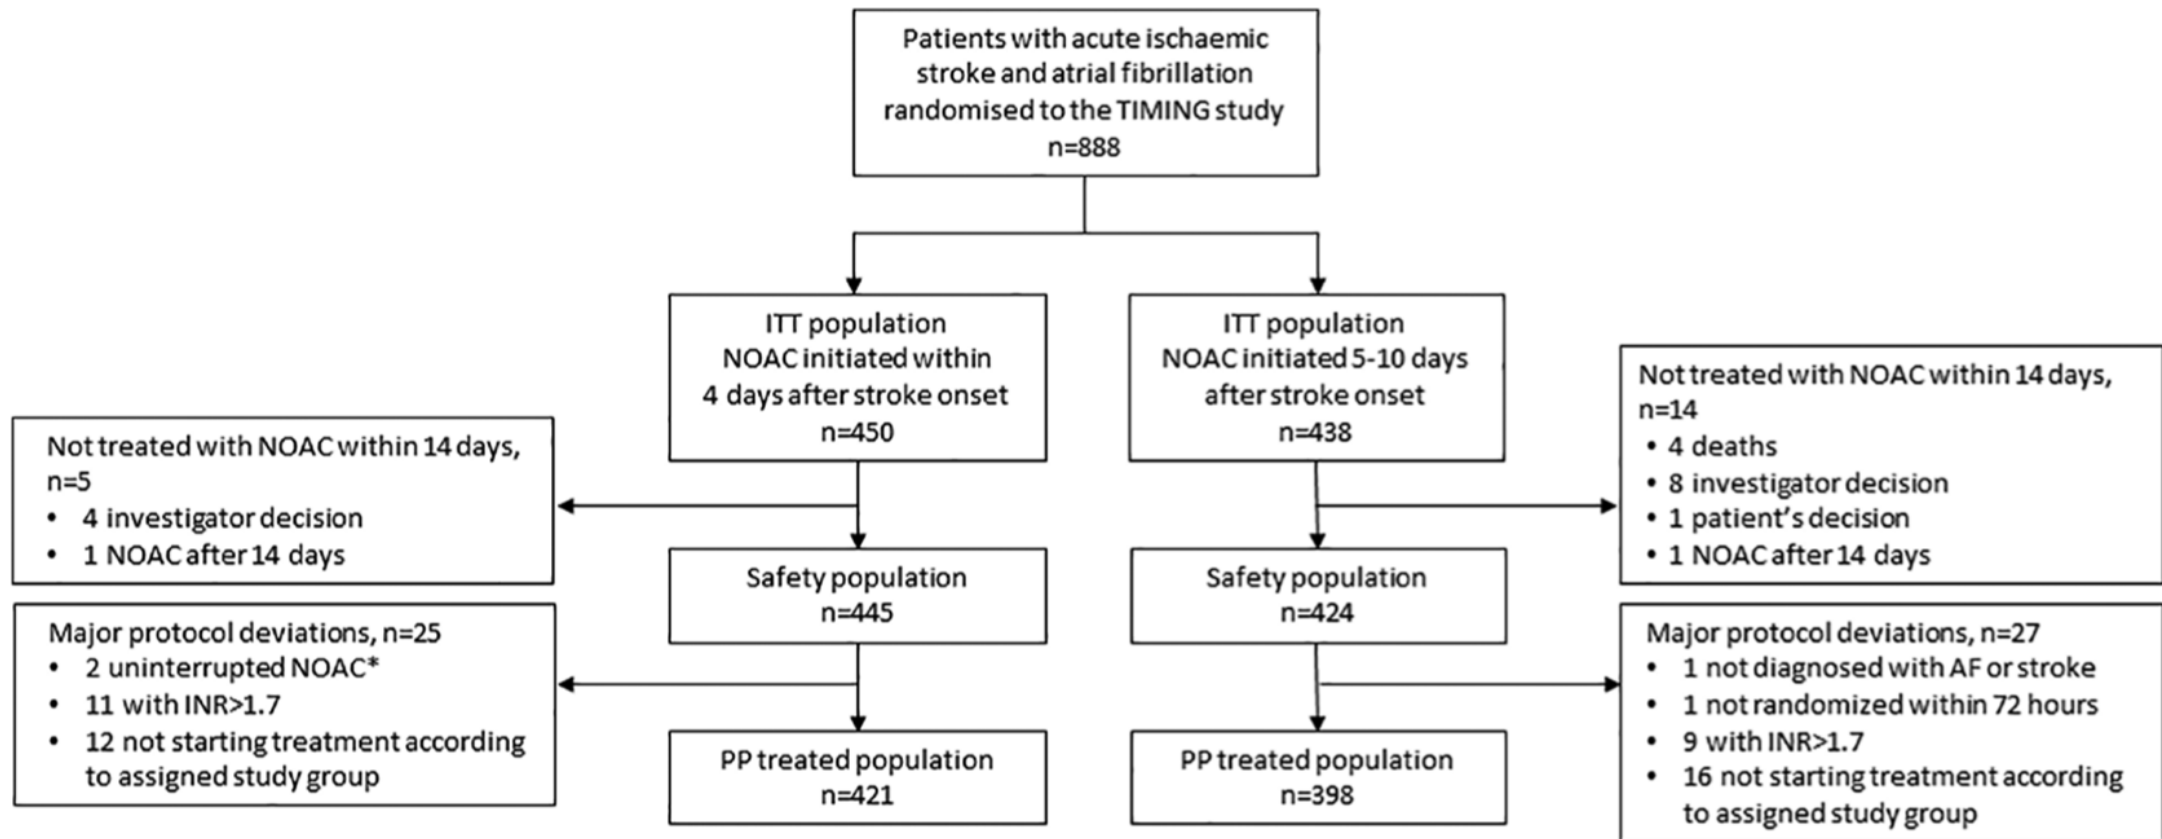 Patients with acute ischaemic
stroke and atrial fibrillation
randomised to the TIMING study
n=888
ITT population
NOAC initiated within
4 days after stroke onset
n=450
ITT population
NOAC initiated 5-10 days
after stroke onset
n=438
Not treated with NOAC within 14 days,
n=5
• 4 investigator decision
• 1 NOAC after 14 days
Not treated with NOAC within 14 days,
n=14
• 4 deaths
• 8 investigator decision
• 1 patient's decision
• 1 NOAC after 14 days
Safety population
n=445
Safety population
n=424
Major protocol deviations, n=25
• 2 uninterrupted NOAC*
• 11 with INR>1.7
• 12 not starting treatment according
to assigned study group
Major protocol deviations, n=27
• 1 not diagnosed with AF or stroke
• 1 not randomized within 72 hours
• 9 with INR>1.7
• 16 not starting treatment according
to assigned study group
PP treated population
n=421
PP treated population
n=398